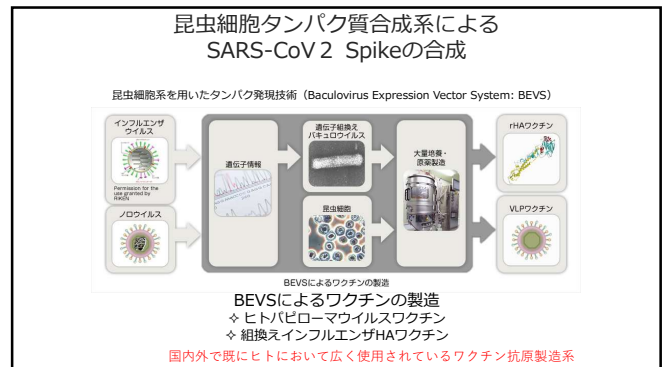 昆虫細胞タンパク質合成系による
SARS-CoV２ Spikeの合成
昆虫細胞系を用いたタンパク発現技術（Baculovirus Expression Vector System: BEVS）
インフルエンザ
ウイルス
Permission for the
use granted by
RIKEN
ノロウイルス
遺伝子情報
遺伝子組換え
バキュロウイルス
昆虫細胞
大量培養・
原薬製造
rHAワクチン
VLPワクチン
BEVSによるワクチンの製造
BEVSによるワクチンの製造
✧ ヒトパピローマウイルスワクチン
✧ 組換えインフルエンザHAワクチン
国内外で既にヒトにおいて広く使用されているワクチン抗原製造系